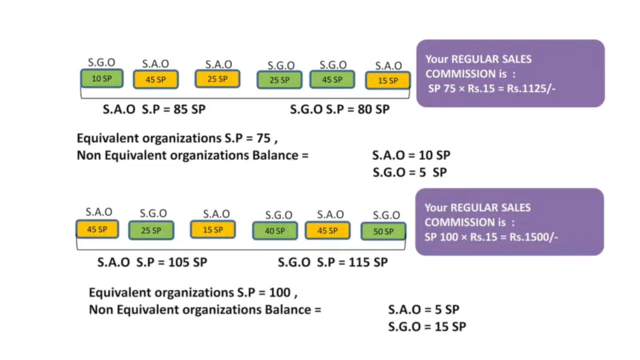 S.G.O S.A.O S.A.O S.G.O S.G.O S.A.O
10 SP 45 SP 25 SP 25 SP 45 SP 15 SP
S.A.O S.P = 85 SP S.G.O S.P = 80 SP
Your REGULAR SALES
COMMISSION is :
SP 75 × Rs.15 = Rs.1125/-
Equivalent organizations S.P = 75 ,
Non Equivalent organizations Balance = S.A.O = 10 SP
S.G.O = 5 SP
S.A.O S.G.O S.A.O S.G.O S.A.O S.G.O
45 SP 25 SP 15 SP 40 SP 45 SP 50 SP
S.A.O S.P = 105 SP S.G.O S.P = 115 SP
Your REGULAR SALES
COMMISSION is :
SP 100 × Rs.15 = Rs.1500/-
Equivalent organizations S.P = 100 ,
Non Equivalent organizations Balance = S.A.O = 5 SP
S.G.O = 15 SP